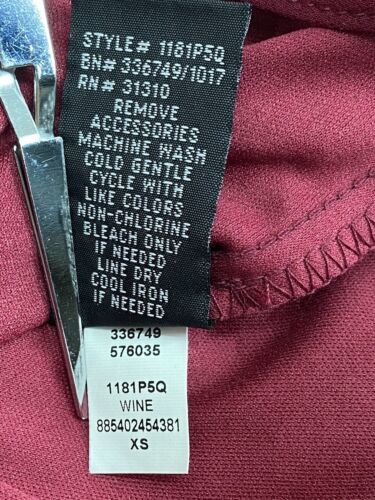 STYLE# 1181P5Q
BN# 336749/1017
RN# 31310
REMOVE
ACCESSORIES
MACHINE WASH
COLD GENTLE
CYCLE WITH
LIKE COLORS
NON-CHLORINE
BLEACH ONLY
IF NEEDED
LINE DRY
COOL IRON
IF NEEDED
336749
576035
1181P5Q
WINE
885402454381
XS